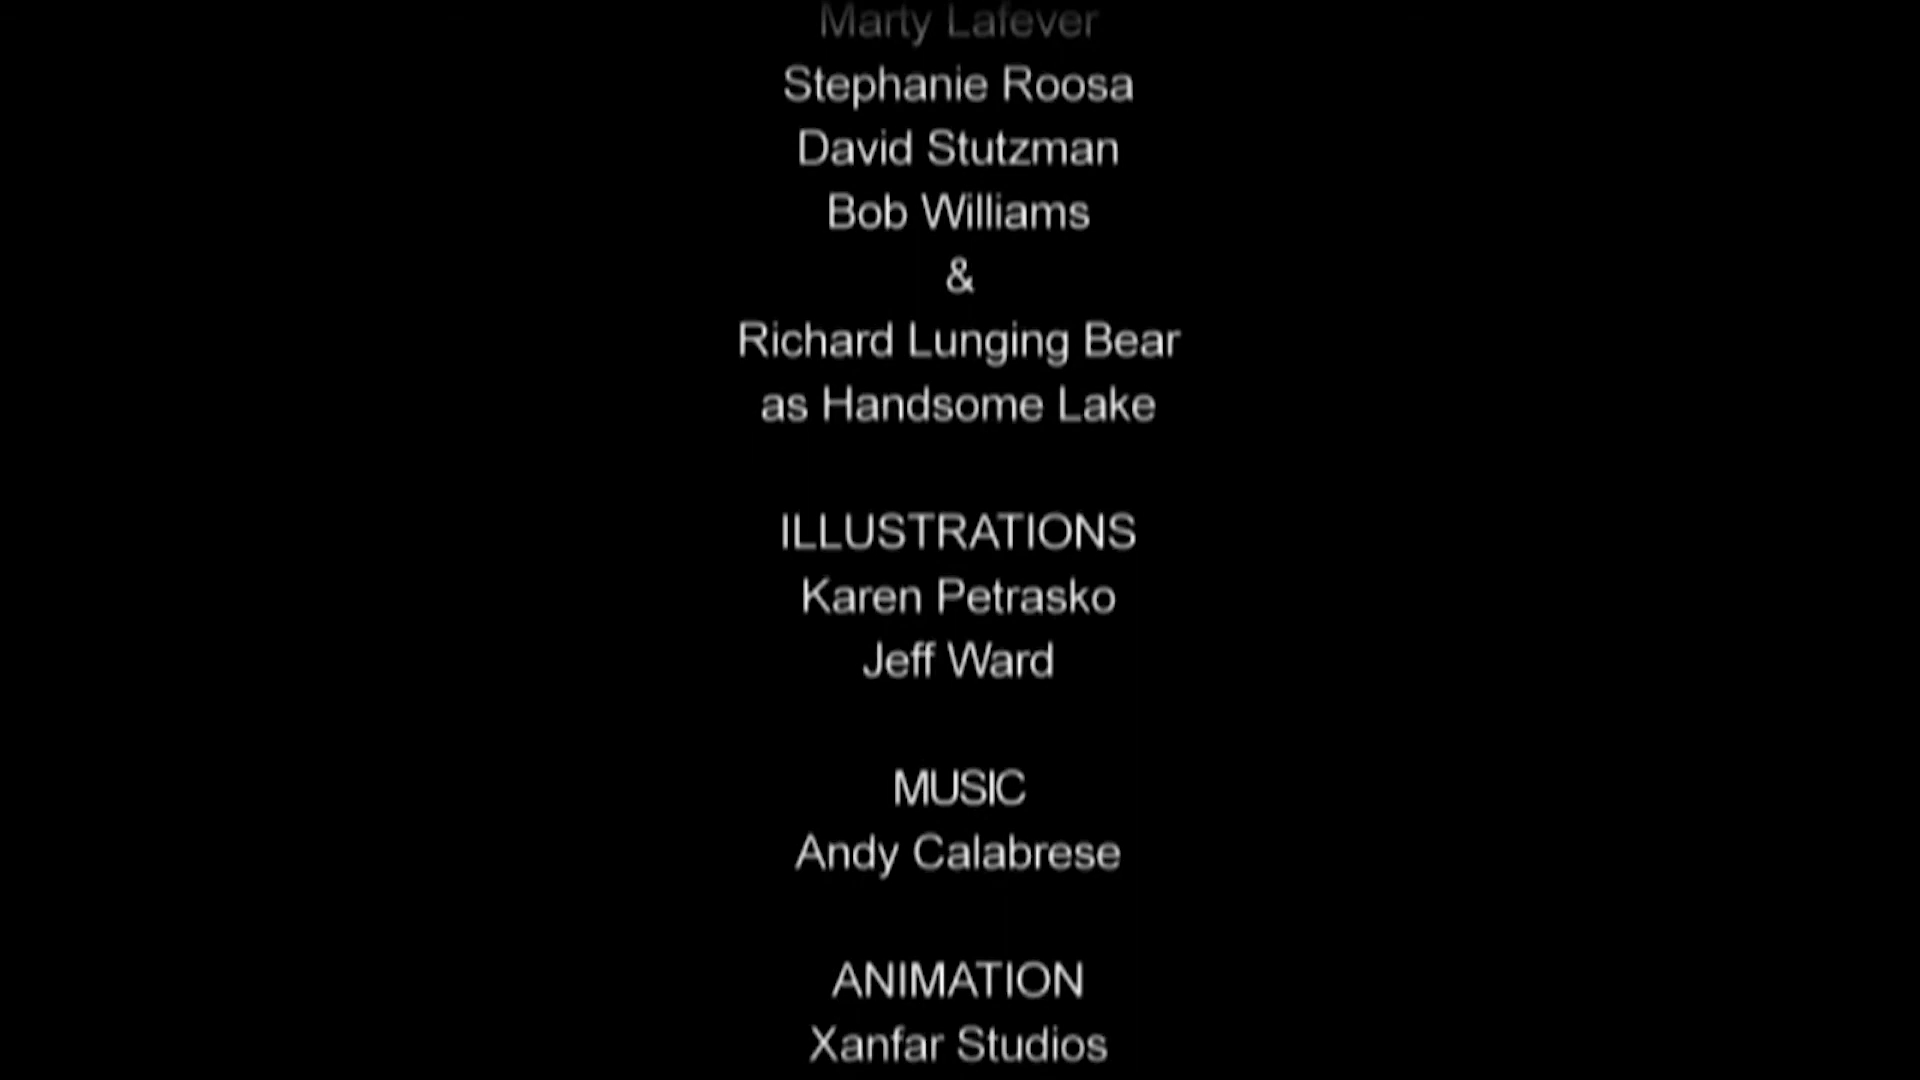 Marty Lafever
Stephanie Roosa
David Stutzman
Bob Williams
&
Richard Lunging Bear
as Handsome Lake
ILLUSTRATIONS
Karen Petrasko
Jeff Ward
MUSIC
Andy Calabrese
ANIMATION
Xanfar Studios